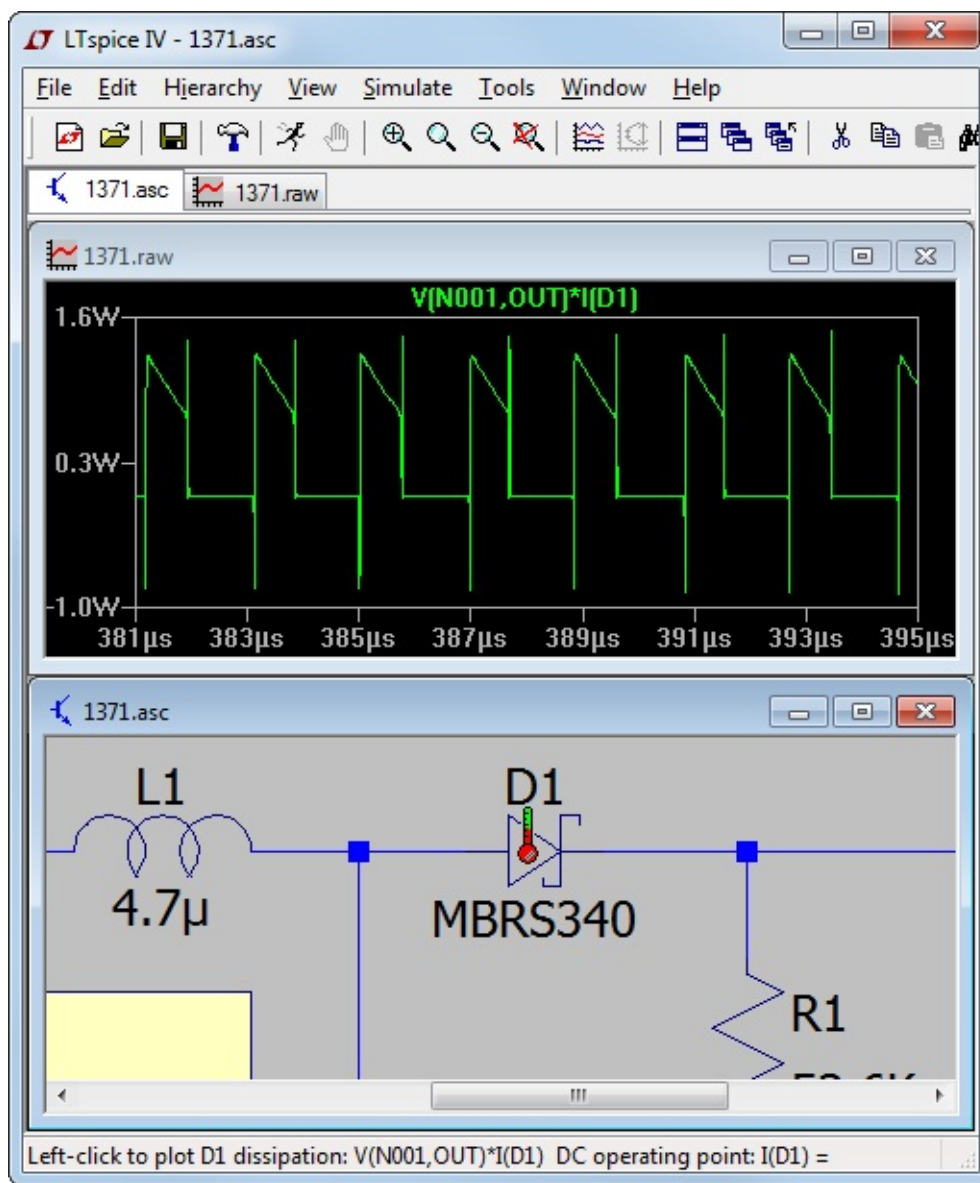 LTspice IV - 1371.asc
File Edit Hierarchy View Simulate Tools Window Help
1371.asc 1371.raw
1371.raw
V(N001,OUT)*I(D1)
1.6W
0.3W
-1.0W
381µs 383µs 385µs 387µs 389µs 391µs 393µs 395µs
1371.asc
L1
4.7µ
D1
MBRS340
R1
Left-click to plot D1 dissipation: V(N001,OUT)*I(D1) DC operating point: I(D1) =